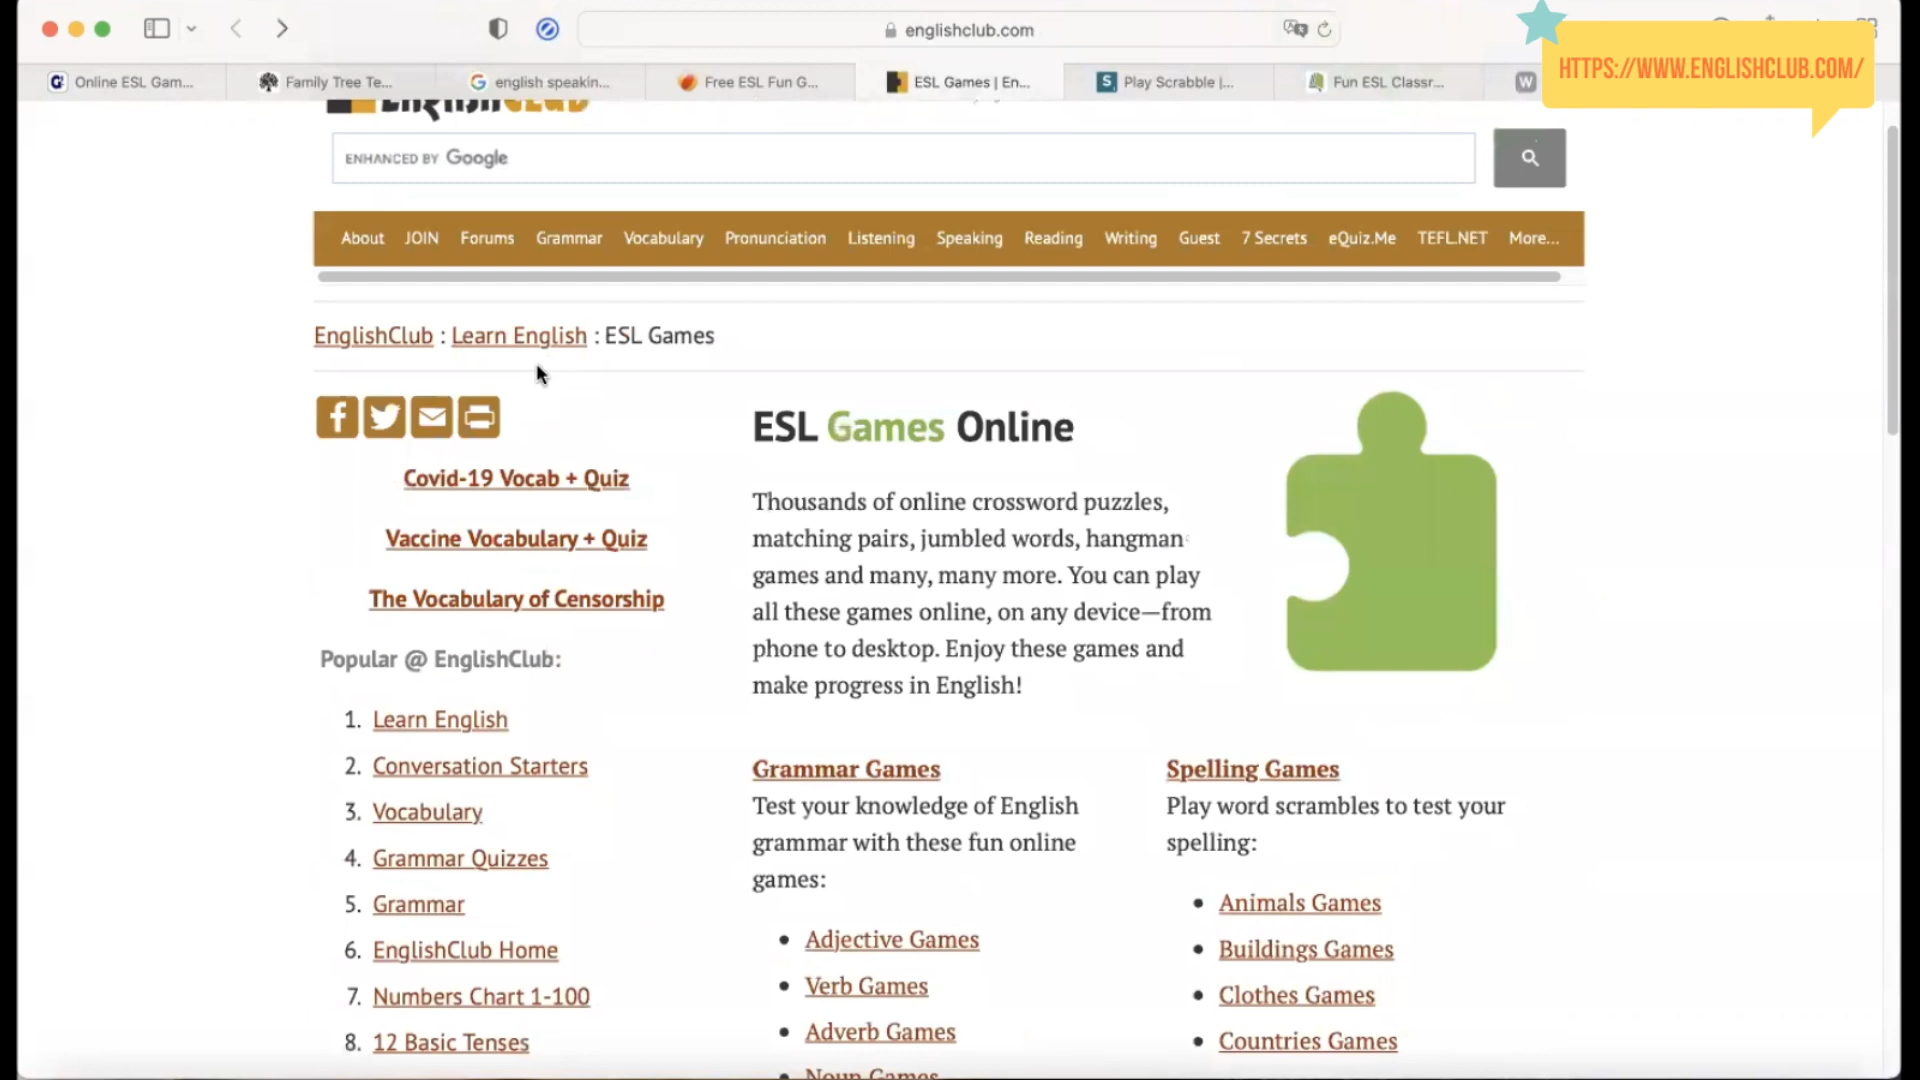 englishclub.com
HTTPS://WWW.ENGLISHCLUB.COM/
Online ESL Gam...
Family Tree Te...
english speakin...
Free ESL Fun G...
ESL Games | En...
Play Scrabble |...
Fun ESL Classr...
W
EnglishCLUB
ENHANCED BY Google
About JOIN Forums Grammar Vocabulary Pronunciation Listening Speaking Reading Writing Guest 7 Secrets eQuiz.Me TEFL.NET More...
EnglishClub : Learn English : ESL Games
Covid-19 Vocab + Quiz
Vaccine Vocabulary + Quiz
The Vocabulary of Censorship
Popular @ EnglishClub:
1. Learn English
2. Conversation Starters
3. Vocabulary
4. Grammar Quizzes
5. Grammar
6. EnglishClub Home
7. Numbers Chart 1-100
8. 12 Basic Tenses
ESL Games Online
Thousands of online crossword puzzles,
matching pairs, jumbled words, hangman
games and many, many more. You can play
all these games online, on any device—from
phone to desktop. Enjoy these games and
make progress in English!
Grammar Games
Test your knowledge of English
grammar with these fun online
games:
• Adjective Games
• Verb Games
• Adverb Games
• Noun Games
Spelling Games
Play word scrambles to test your
spelling:
• Animals Games
• Buildings Games
• Clothes Games
• Countries Games